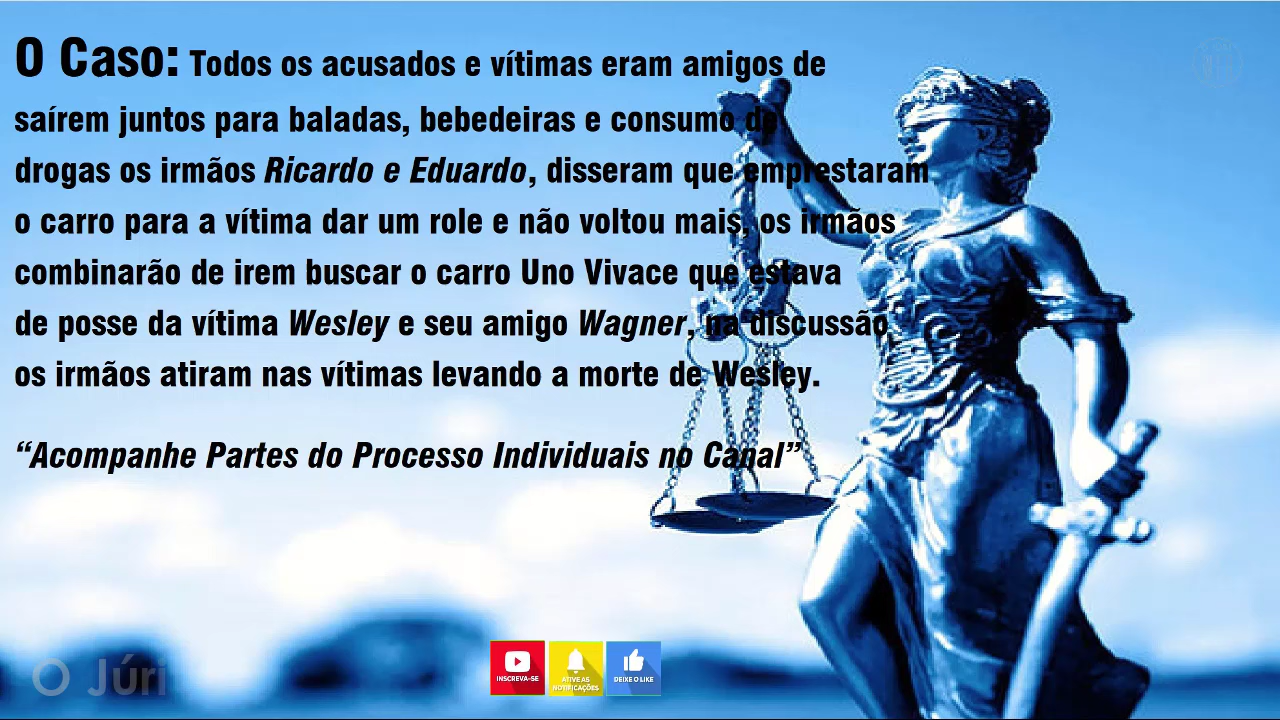 O Caso: Todos os acusados e vítimas eram amigos de
saírem juntos para baladas, bebedeiras e consumo de
drogas os irmãos Ricardo e Eduardo, disseram que emprestaram
o carro para a vítima dar um role e não voltou mais, os irmãos
combinarão de irem buscar o carro Uno Vivace que estava
de posse da vítima Wesley e seu amigo Wagner, na discussão
os irmãos atiram nas vítimas levando a morte de Wesley.
“Acompanhe Partes do Processo Individuais no Canal”
INSCREVA-SE
ATIVE AS
NOTIFICAÇÕES
DEIXE O LIKE
O Júri